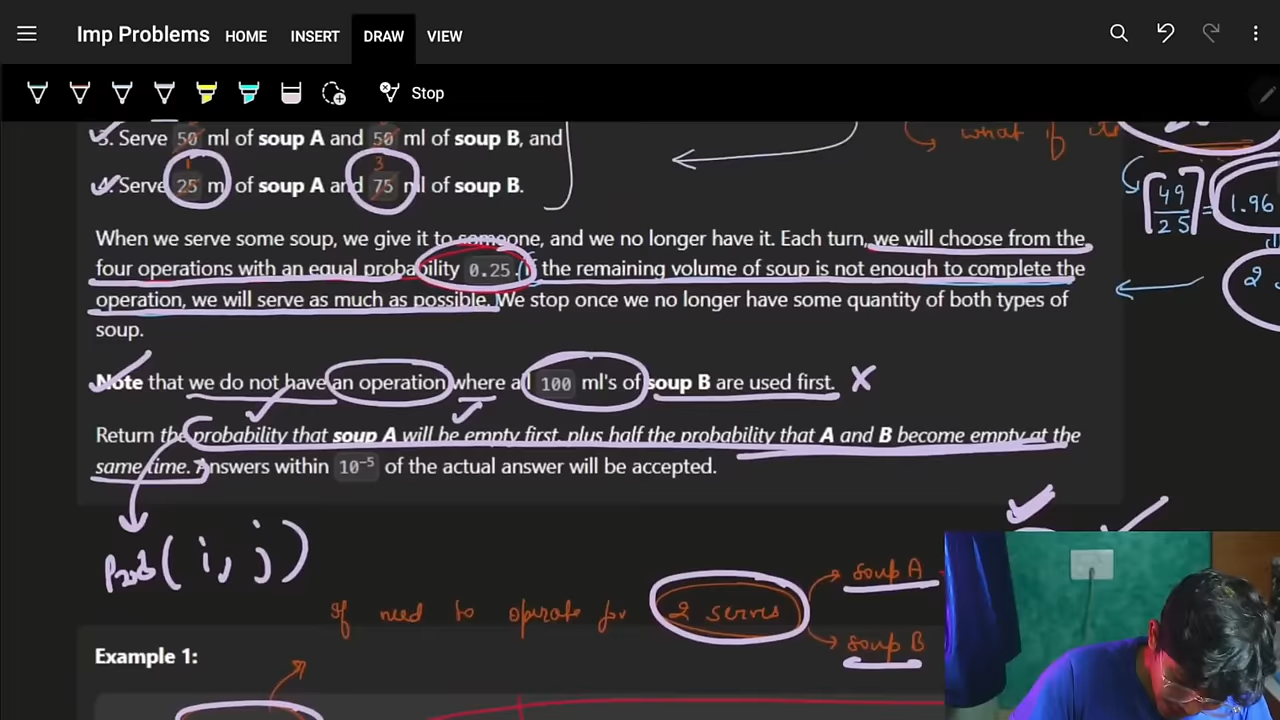 Imp Problems HOME INSERT DRAW VIEW
Stop
3. Serve 50 ml of soup A and 50 ml of soup B, and
what if
1 3
4. Serve 25 ml of soup A and 75 ml of soup B.
49
25 = 1.96
When we serve some soup, we give it to someone, and we no longer have it. Each turn, we will choose from the
four operations with an equal probability 0.25. If the remaining volume of soup is not enough to complete the
operation, we will serve as much as possible. We stop once we no longer have some quantity of both types of
soup.
2
Note that we do not have an operation where all 100 ml's of soup B are used first. X
Return the probability that soup A will be empty first, plus half the probability that A and B become empty at the
same time. Answers within 10⁻⁵ of the actual answer will be accepted.
Prob(i, j)
If need to operate for 2 serves
soup A
soup B
Example 1: